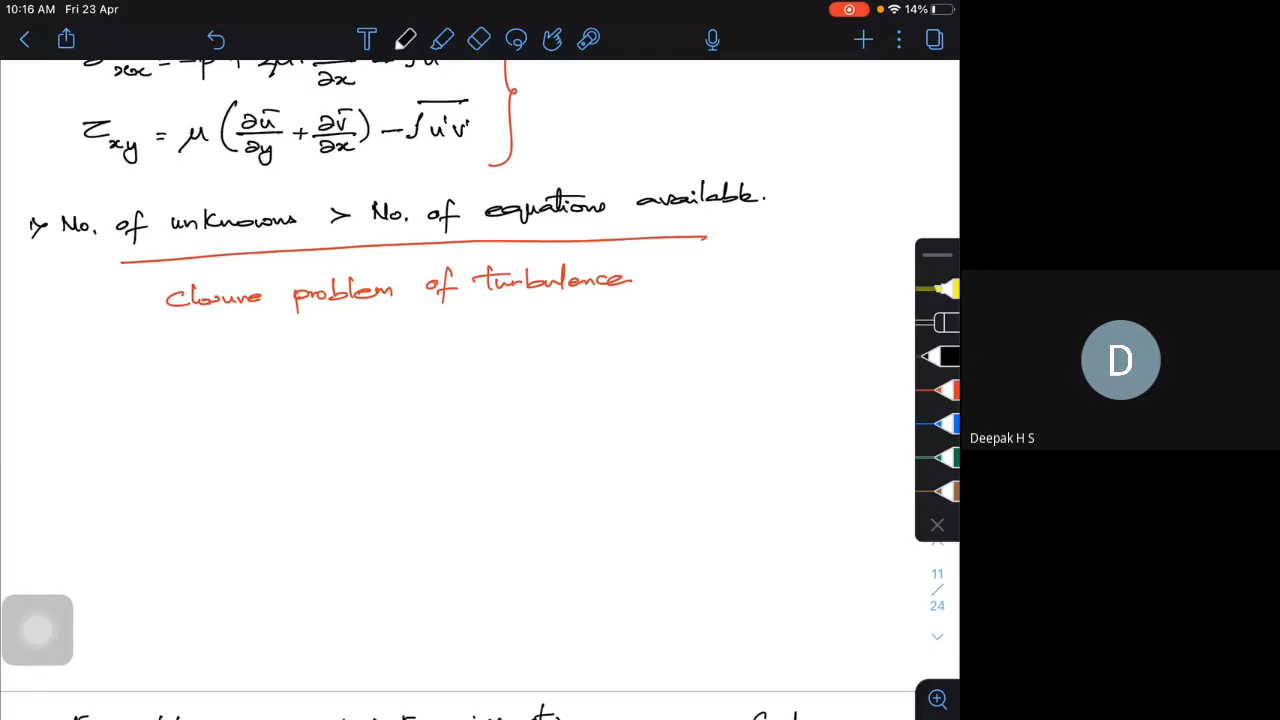 10:16 AM Fri 23 Apr 14%
τxy = μ (∂ū/∂y + ∂v̄/∂x) − ρu'v'
➢ No. of unknowns > No. of equations available.
closure problem of turbulence
11
/
24
D
Deepak H S